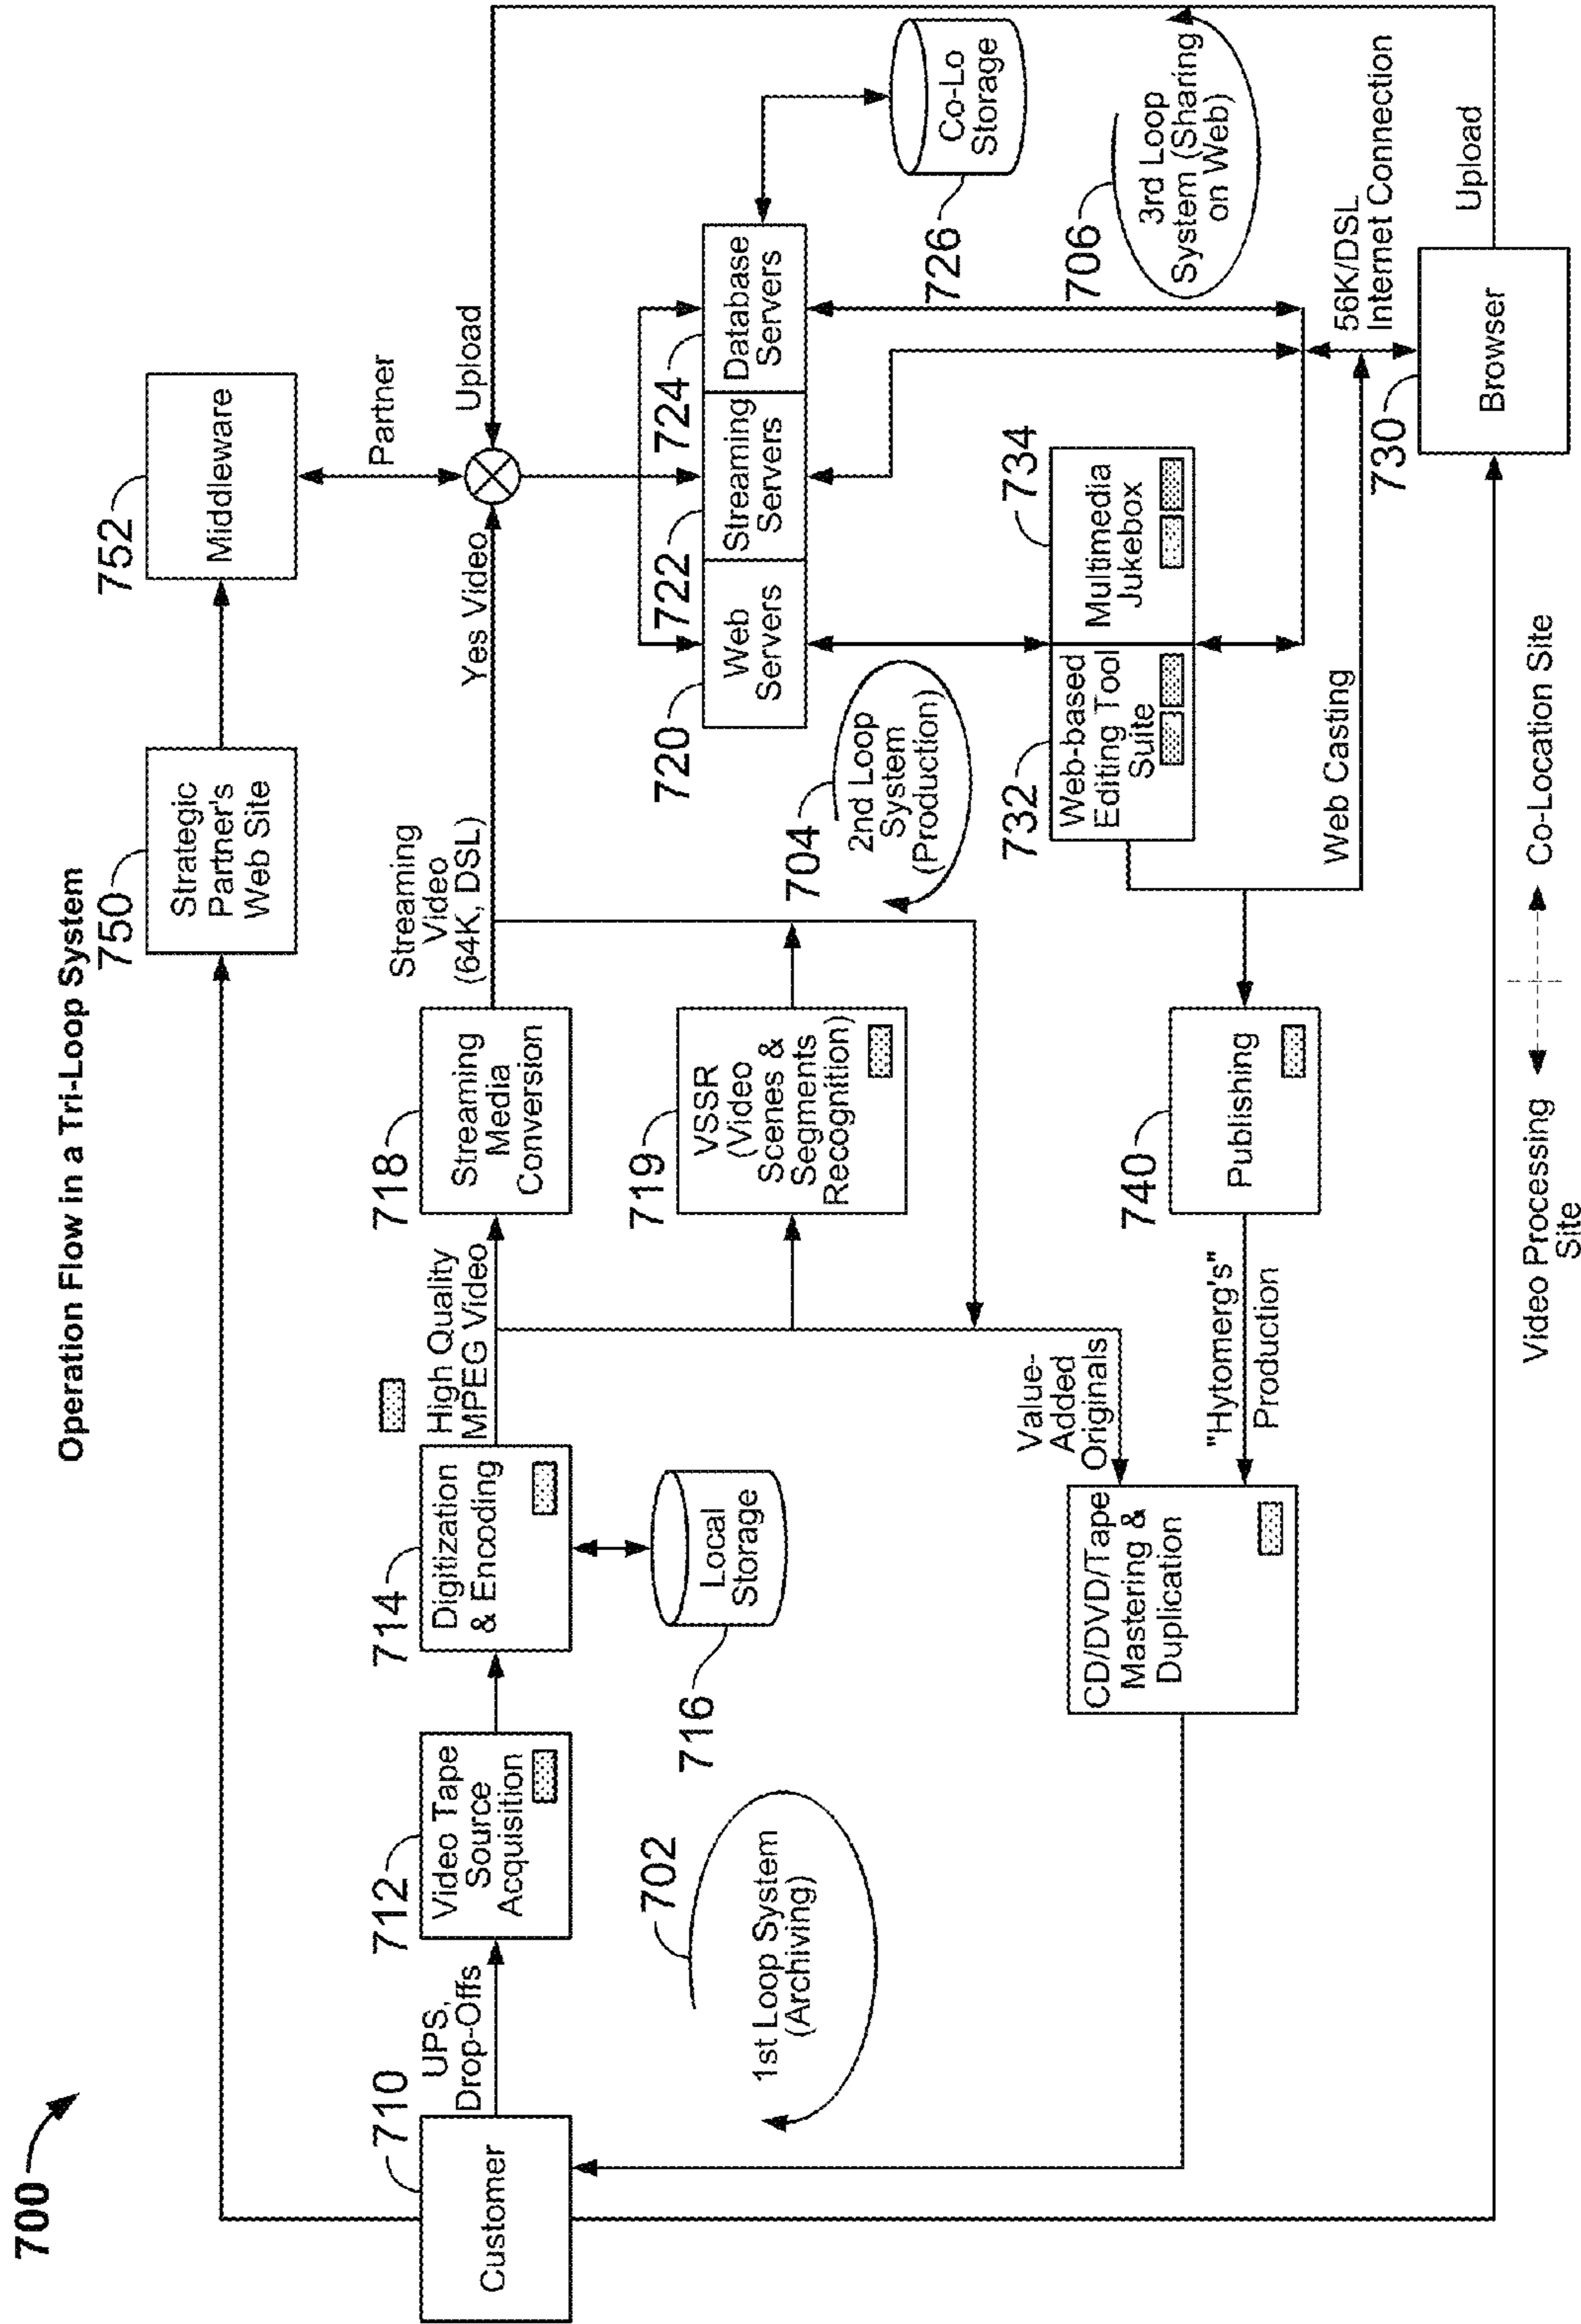 700
Operation Flow in a Tri-Loop System
750
Strategic
Partner's
Web Site
752
Middleware
Partner
710
Customer
UPS,
Drop-Offs
712
Video Tape
Source
Acquisition
714
Digitization
& Encoding
High Quality
MPEG Video
718
Streaming
Media
Conversion
Streaming
Video
(64K, DSL)
Yes Video
Upload
716
Local
Storage
719
VSSR
(Video
Scenes &
Segments
Recognition)
720
Web
Servers
722
Streaming
Servers
724
Database
Servers
726
Co-Lo
Storage
702
1st Loop System
(Archiving)
704
2nd Loop
System
(Production)
706
3rd Loop
System (Sharing
on Web)
Value-
Added
Originals
CD/DVD/Tape
Mastering &
Duplication
"Hytomerg's"
Production
740
Publishing
732
Web-based
Editing Tool
Suite
734
Multimedia
Jukebox
Web Casting
56K/DSL
Internet Connection
730
Browser
Upload
Video Processing
Site
Co-Location Site